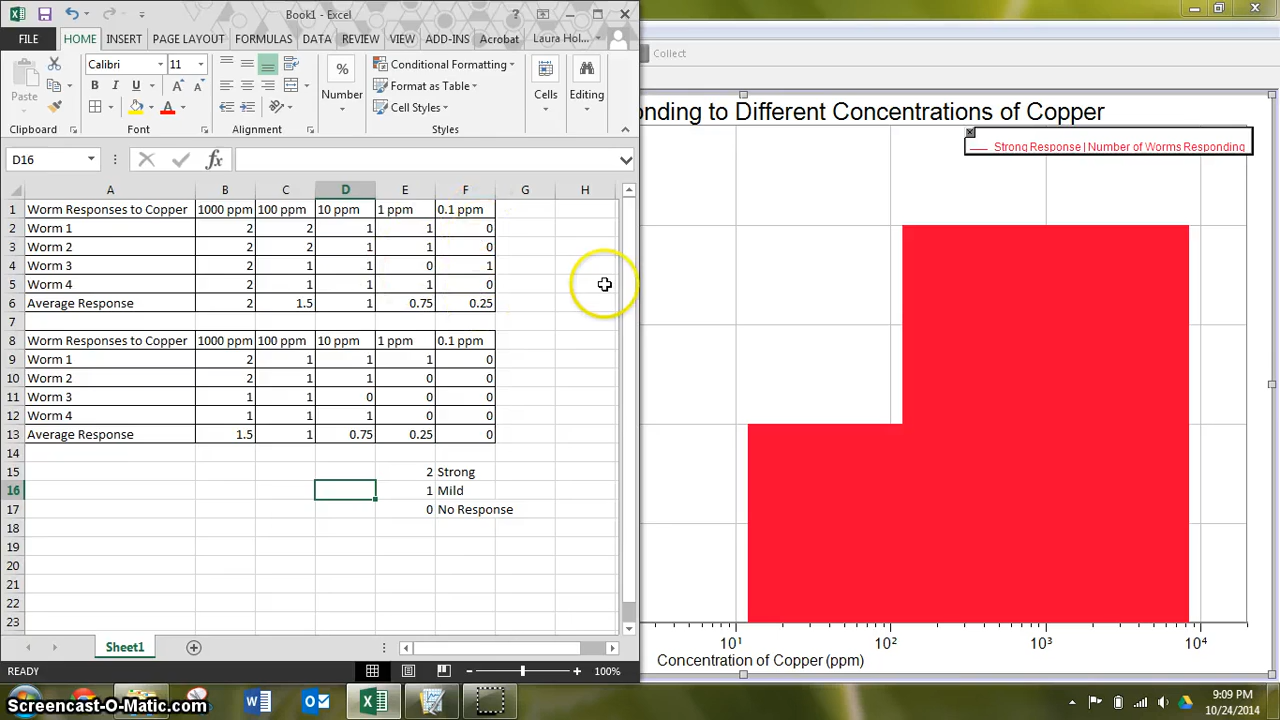 Book1 - Excel
FILE HOME INSERT PAGE LAYOUT FORMULAS DATA REVIEW VIEW ADD-INS Acrobat Laura Hol...
Paste
Calibri 11
B I U
A A
A
%
Number
Conditional Formatting
Format as Table
Cell Styles
Cells
Editing
Clipboard Font Alignment Styles
D16
fx
A B C D E F G H
1 Worm Responses to Copper 1000 ppm 100 ppm 10 ppm 1 ppm 0.1 ppm
2 Worm 1 2 2 1 1 0
3 Worm 2 2 2 1 1 0
4 Worm 3 2 1 1 0 1
5 Worm 4 2 1 1 1 0
6 Average Response 2 1.5 1 0.75 0.25
7
8 Worm Responses to Copper 1000 ppm 100 ppm 10 ppm 1 ppm 0.1 ppm
9 Worm 1 2 1 1 1 0
10 Worm 2 2 1 1 0 0
11 Worm 3 1 1 0 0 0
12 Worm 4 1 1 1 0 0
13 Average Response 1.5 1 0.75 0.25 0
14
15 2 Strong
16 1 Mild
17 0 No Response
18
19
20
21
22
23
Sheet1
READY
100%
Collect
onding to Different Concentrations of Copper
Strong Response | Number of Worms Responding
10¹ 10² 10³ 10⁴
Concentration of Copper (ppm)
Screencast-O-Matic.com
9:09 PM
10/24/2014